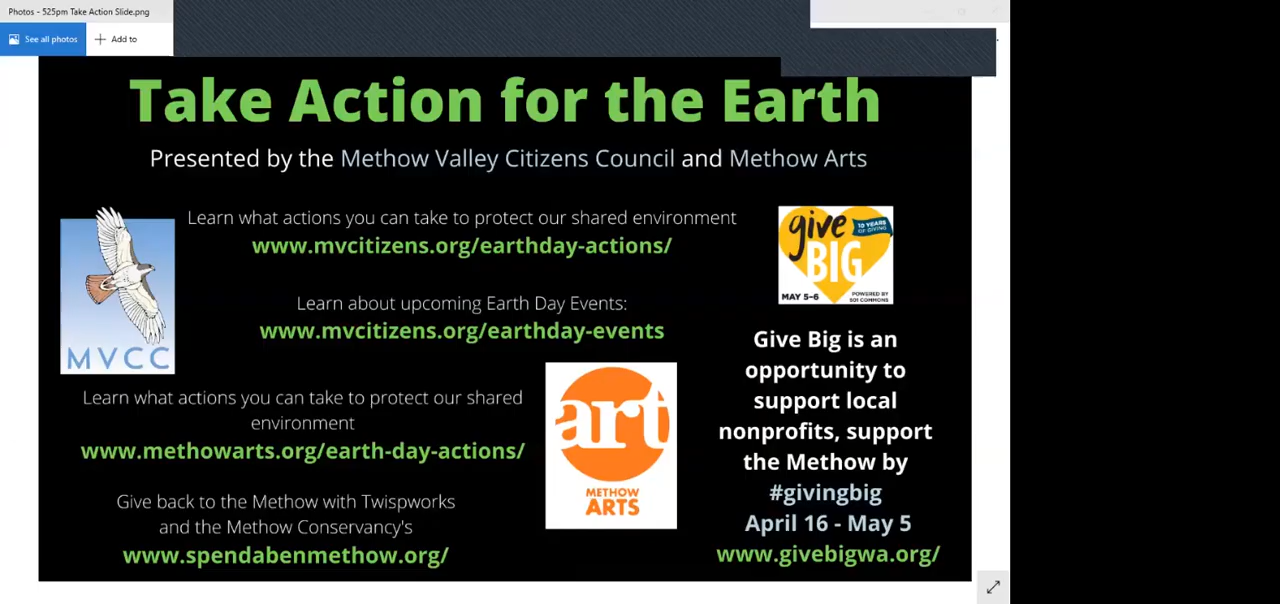 Photos - 525pm Take Action Slide.png
See all photos
Add to
Take Action for the Earth
Presented by the Methow Valley Citizens Council and Methow Arts
Learn what actions you can take to protect our shared environment
www.mvcitizens.org/earthday-actions/
Learn about upcoming Earth Day Events:
www.mvcitizens.org/earthday-events
MVCC
Learn what actions you can take to protect our shared
environment
www.methowarts.org/earth-day-actions/
Give back to the Methow with Twispworks
and the Methow Conservancy's
www.spendabenmethow.org/
art
METHOW
ARTS
give
10 YEARS
OF GIVING
BIG
MAY 5-6
POWERED BY
501 COMMONS
Give Big is an
opportunity to
support local
nonprofits, support
the Methow by
#givingbig
April 16 - May 5
www.givebigwa.org/